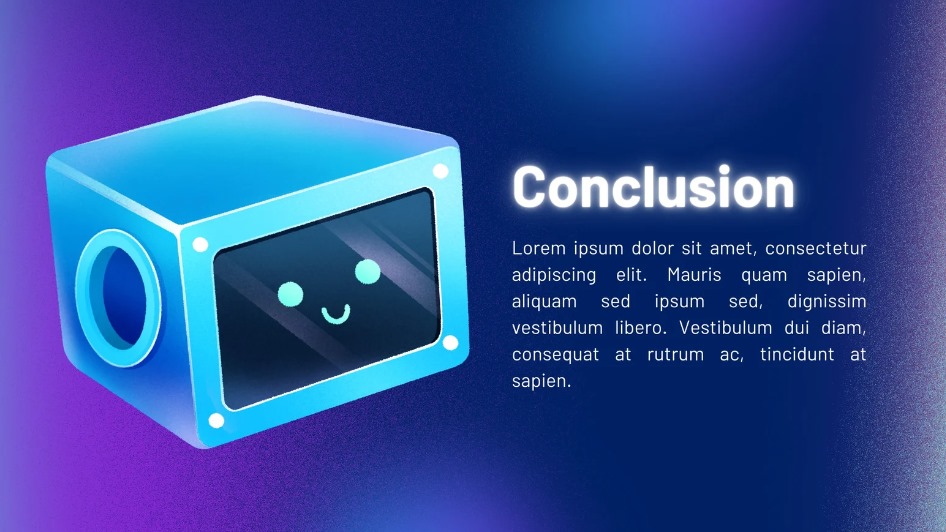 Conclusion
Lorem ipsum dolor sit amet, consectetur
adipiscing elit. Mauris quam sapien,
aliquam sed ipsum sed, dignissim
vestibulum libero. Vestibulum dui diam,
consequat at rutrum ac, tincidunt at
sapien.